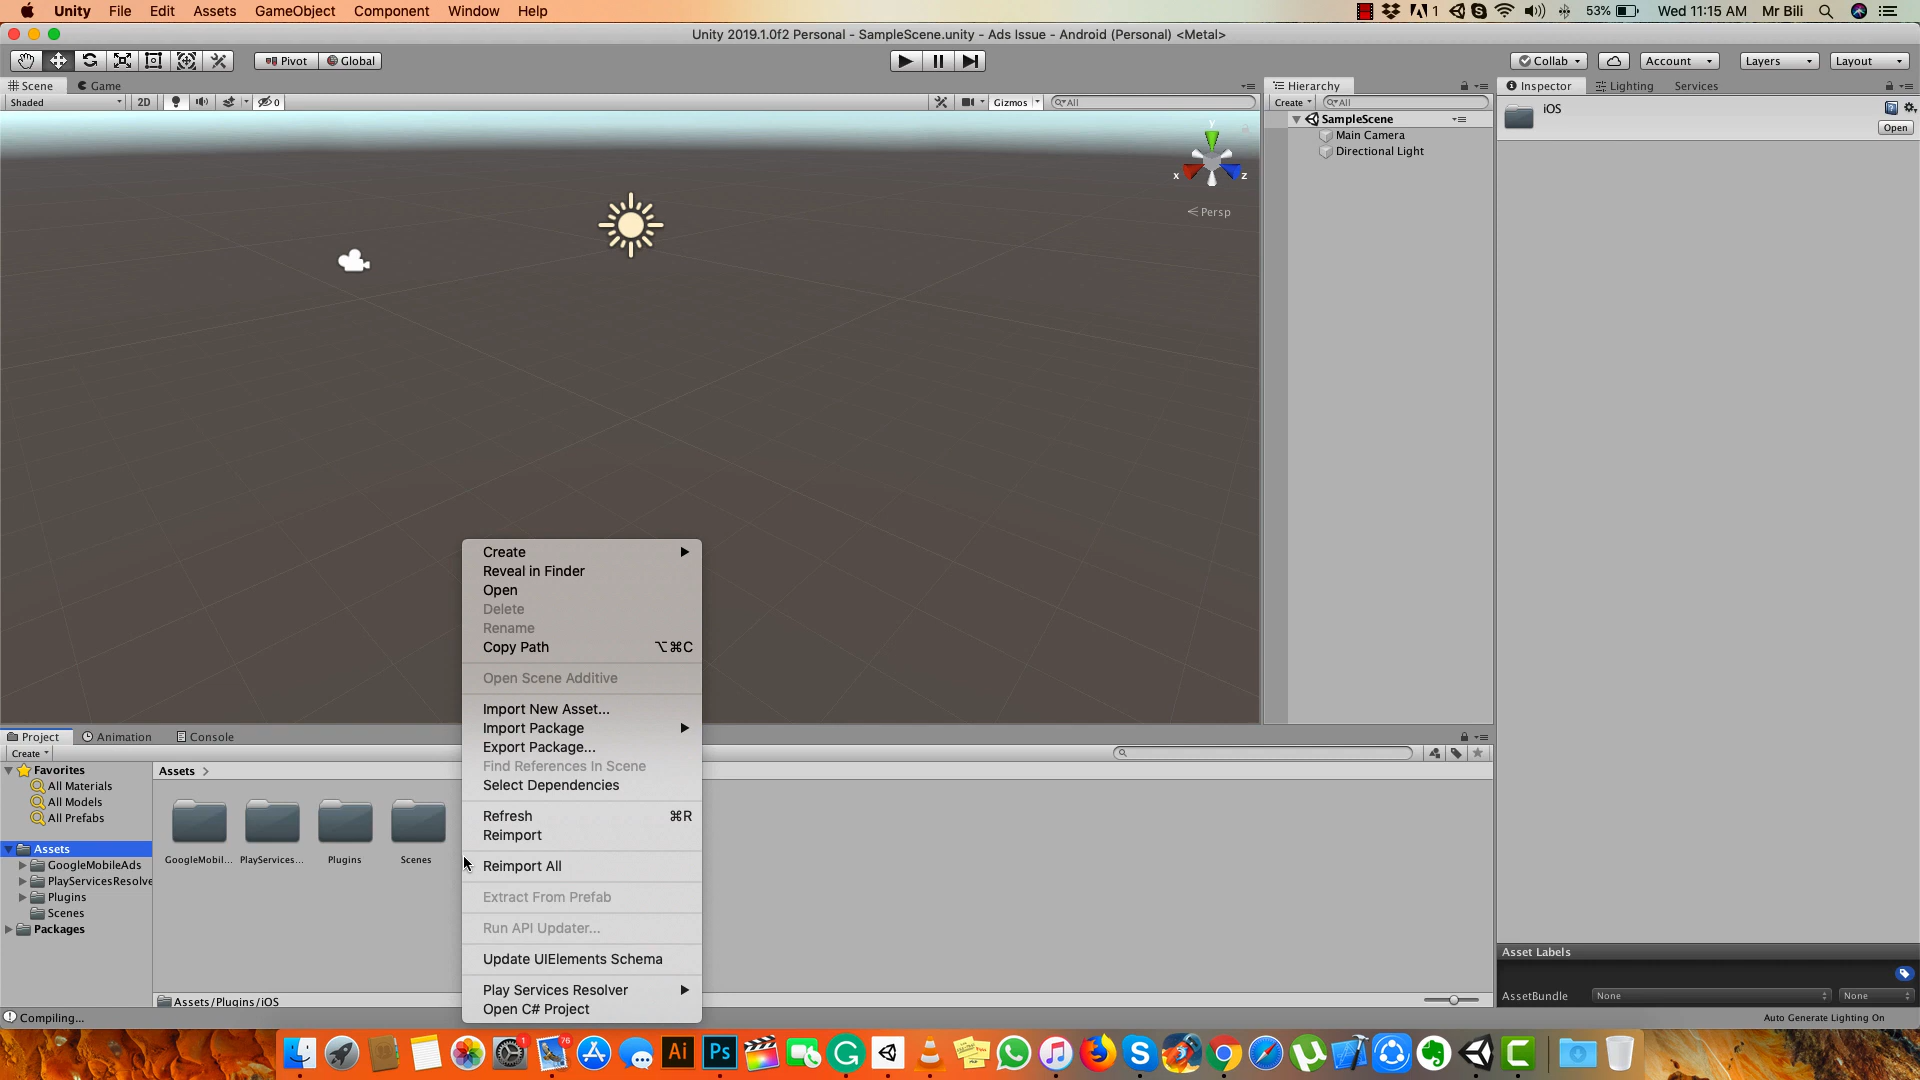 Unity File Edit Assets GameObject Component Window Help
1 53% Wed 11:15 AM Mr Bili
Unity 2019.1.0f2 Personal - SampleScene.unity - Ads Issue - Android (Personal) <Metal>
Pivot Global
Collab Account Layers Layout
Scene Game
Shaded 2D 0 Gizmos All
Hierarchy
Create All
SampleScene
Main Camera
Directional Light
Inspector Lighting Services
iOS
Open
y
x z
Persp
Create
Reveal in Finder
Open
Delete
Rename
Copy Path ⌥⌘C
Open Scene Additive
Import New Asset...
Import Package
Export Package...
Find References In Scene
Select Dependencies
Refresh ⌘R
Reimport
Reimport All
Extract From Prefab
Run API Updater...
Update UIElements Schema
Play Services Resolver
Open C# Project
Project Animation Console
Create
Favorites
All Materials
All Models
All Prefabs
Assets
GoogleMobileAds
PlayServicesResolve
Plugins
Scenes
Packages
Assets
GoogleMobil... PlayServices... Plugins Scenes
Assets/Plugins/iOS
Compiling...
Asset Labels
AssetBundle None None
Auto Generate Lighting On
1 76 Ai Ps